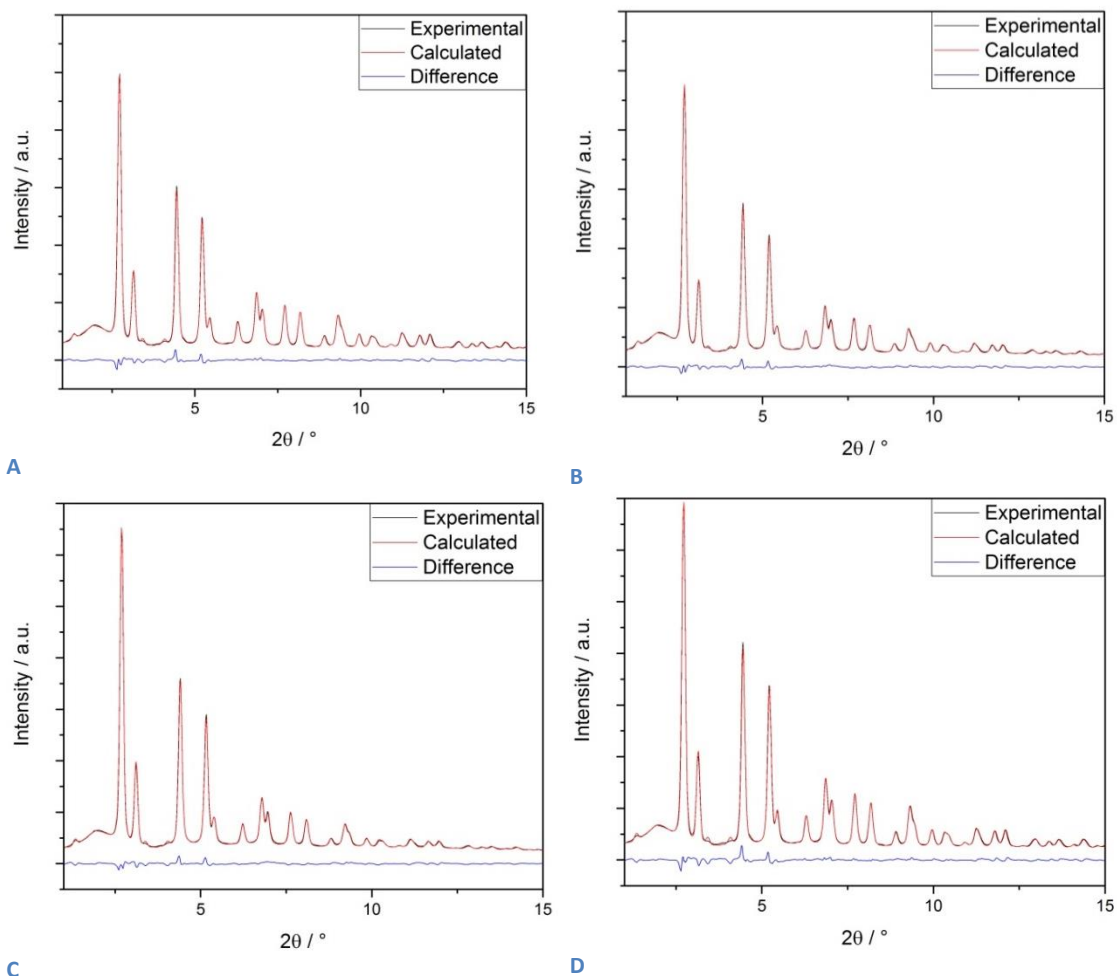 Experimental
Calculated
Difference
Intensity / a.u.
5
10
15
2θ / °
A
Experimental
Calculated
Difference
Intensity / a.u.
5
10
15
2θ / °
B
Experimental
Calculated
Difference
Intensity / a.u.
5
10
15
2θ / °
C
Experimental
Calculated
Difference
Intensity / a.u.
5
10
15
2θ / °
D